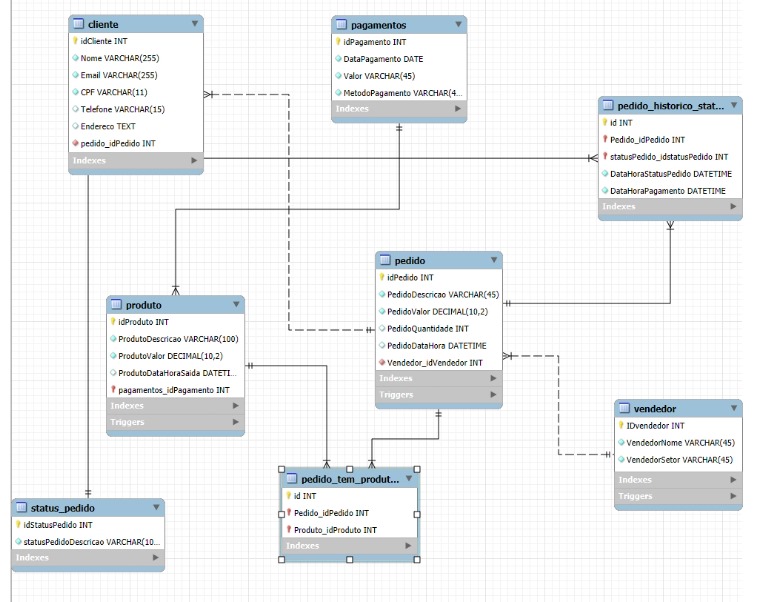 cliente
idCliente INT
Nome VARCHAR(255)
Email VARCHAR(255)
CPF VARCHAR(11)
Telefone VARCHAR(15)
Endereco TEXT
pedido_idPedido INT
Indexes
pagamentos
idPagamento INT
DataPagamento DATE
Valor VARCHAR(45)
MetodoPagamento VARCHAR(4...
Indexes
pedido_historico_stat...
id INT
Pedido_idPedido INT
statusPedido_idstatusPedido INT
DataHoraStatusPedido DATETIME
DataHoraPagamento DATETIME
Indexes
pedido
idPedido INT
PedidoDescricao VARCHAR(45)
PedidoValor DECIMAL(10,2)
PedidoQuantidade INT
PedidoDataHora DATETIME
Vendedor_idVendedor INT
Indexes
Triggers
produto
idProduto INT
ProdutoDescricao VARCHAR(100)
ProdutoValor DECIMAL(10,2)
ProdutoDataHoraSaida DATETI...
pagamentos_idPagamento INT
Indexes
Triggers
vendedor
IDvendedor INT
VendedorNome VARCHAR(45)
VendedorSetor VARCHAR(45)
Indexes
Triggers
pedido_tem_produt...
id INT
Pedido_idPedido INT
Produto_idProduto INT
Indexes
status_pedido
idStatusPedido INT
statusPedidoDescricao VARCHAR(10...
Indexes